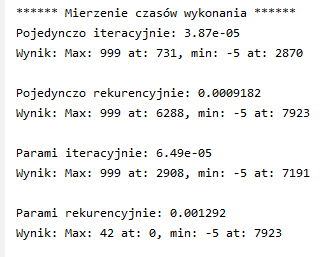 ****** Mierzenie czasów wykonania ******
Pojedynczo iteracyjnie: 3.87e-05
Wynik: Max: 999 at: 731, min: -5 at: 2870
Pojedynczo rekurencyjnie: 0.0009182
Wynik: Max: 999 at: 6288, min: -5 at: 7923
Parami iteracyjnie: 6.49e-05
Wynik: Max: 999 at: 2908, min: -5 at: 7191
Parami rekurencyjnie: 0.001292
Wynik: Max: 42 at: 0, min: -5 at: 7923